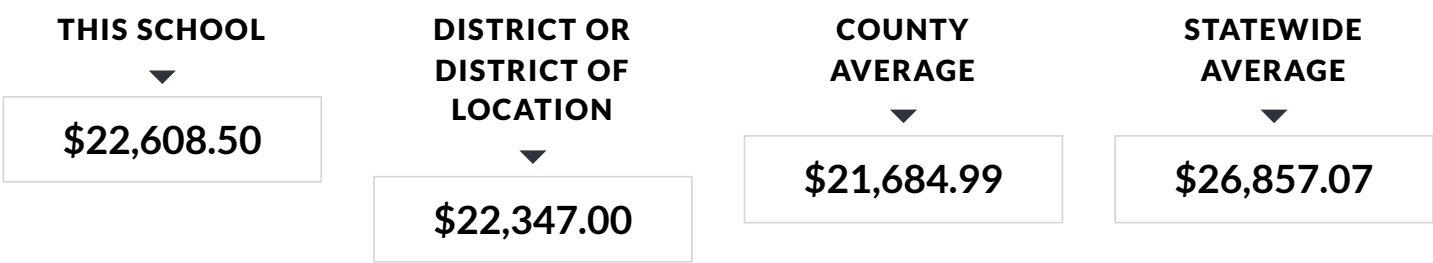 THIS SCHOOL
$22,608.50
DISTRICT OR
DISTRICT OF
LOCATION
$22,347.00
COUNTY
AVERAGE
$21,684.99
STATEWIDE
AVERAGE
$26,857.07